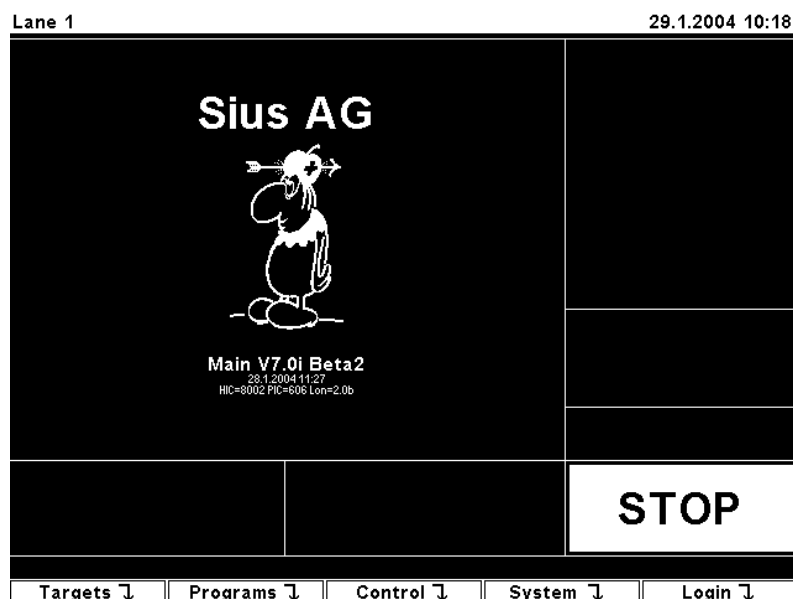 Lane 1 29.1.2004 10:18
Sius AG
Main V7.0i Beta2
28.1.2004 11:27
HIC=8002 PIC=606 Lon=2.0b
STOP
Targets Programs Control System Login